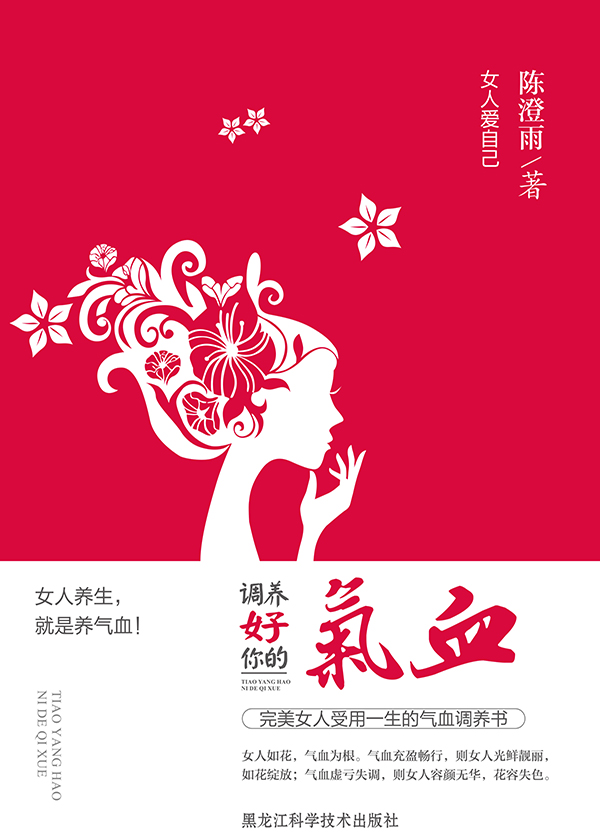 陈澄雨／著
女人爱自己
女人养生，
就是养气血！
TIAO YANG HAO
NI DE QI XUE
调养
好
你的
氣血
TIAO YANG HAO
NI DE QI XUE
完美女人受用一生的气血调养书
女人如花，气血为根。气血充盈畅行，则女人光鲜靓丽，
如花绽放；气血虚亏失调，则女人容颜无华，花容失色。
黑龙江科学技术出版社